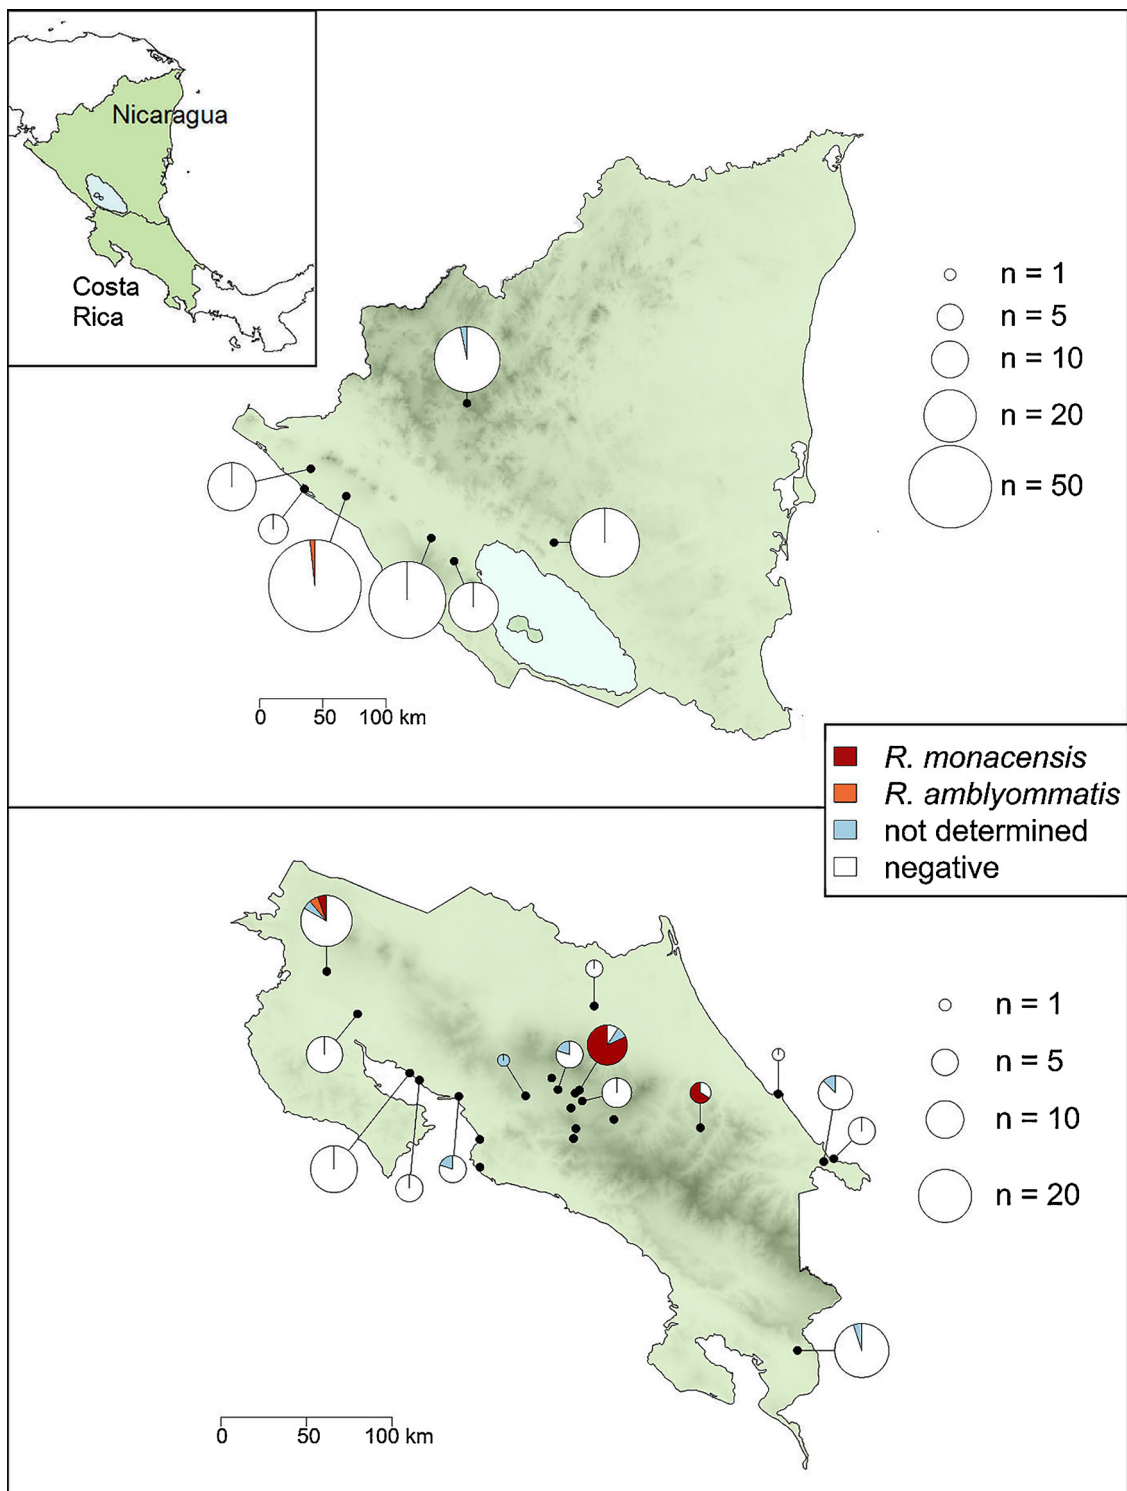 Nicaragua
Costa
Rica
n = 1
n = 5
n = 10
n = 20
n = 50
0 50 100 km
R. monacensis
R. amblyommatis
not determined
negative
n = 1
n = 5
n = 10
n = 20
0 50 100 km